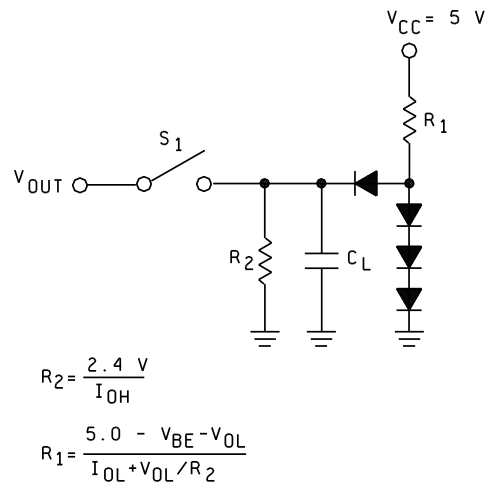 V_CC = 5 V
R_1
S_1
V_OUT
R_2
C_L
R_2 = 2.4 V / I_OH
R_1 = 5.0 - V_BE - V_OL / I_OL + V_OL / R_2